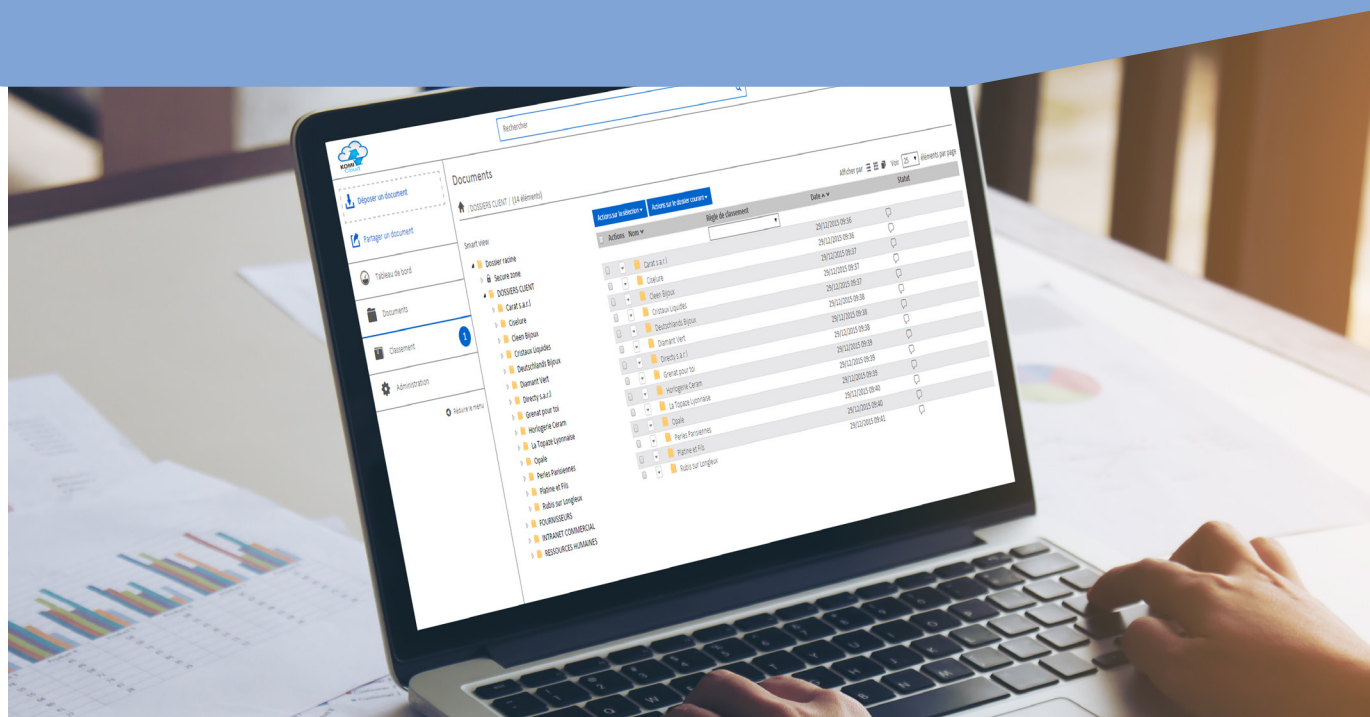 Rechercher
KOMI
Déposer un document
Partager un document
Tableau de bord
Documents
Classement
1
Administration
Réduire le menu
Documents
/DOSSIERS CLIENT / (14 éléments)
Smart view
Dossier racine
Secure zone
DOSSIERS CLIENT
Carat s.a.r.l
Ciselure
Cleen Bijoux
Cristaux Liquides
Deutschlands Bijoux
Diamant Vert
Directy s.a.r.l
Grenat pour toi
Horlogerie Ceram
La Topaze Lyonnaise
Opale
Perles Parisiennes
Platine et Fils
Rubis sur Longleux
FOURNISSEURS
INTRANET COMMERCIAL
RESSOURCES HUMAINES
Afficher par Voir 25 éléments par page
Actions sur la sélection Actions sur le dossier courant
Actions Nom Règle de classement Date Statut
Carat s.a.r.l 29/12/2015 09:36
Ciselure 29/12/2015 09:36
Cleen Bijoux 29/12/2015 09:37
Cristaux Liquides 29/12/2015 09:37
Deutschlands Bijoux 29/12/2015 09:37
Diamant Vert 29/12/2015 09:38
Directy s.a.r.l 29/12/2015 09:38
Grenat pour toi 29/12/2015 09:38
Horlogerie Ceram 29/12/2015 09:39
La Topaze Lyonnaise 29/12/2015 09:39
Opale 29/12/2015 09:39
Perles Parisiennes 29/12/2015 09:40
Platine et Fils 29/12/2015 09:40
Rubis sur Longleux 29/12/2015 09:41